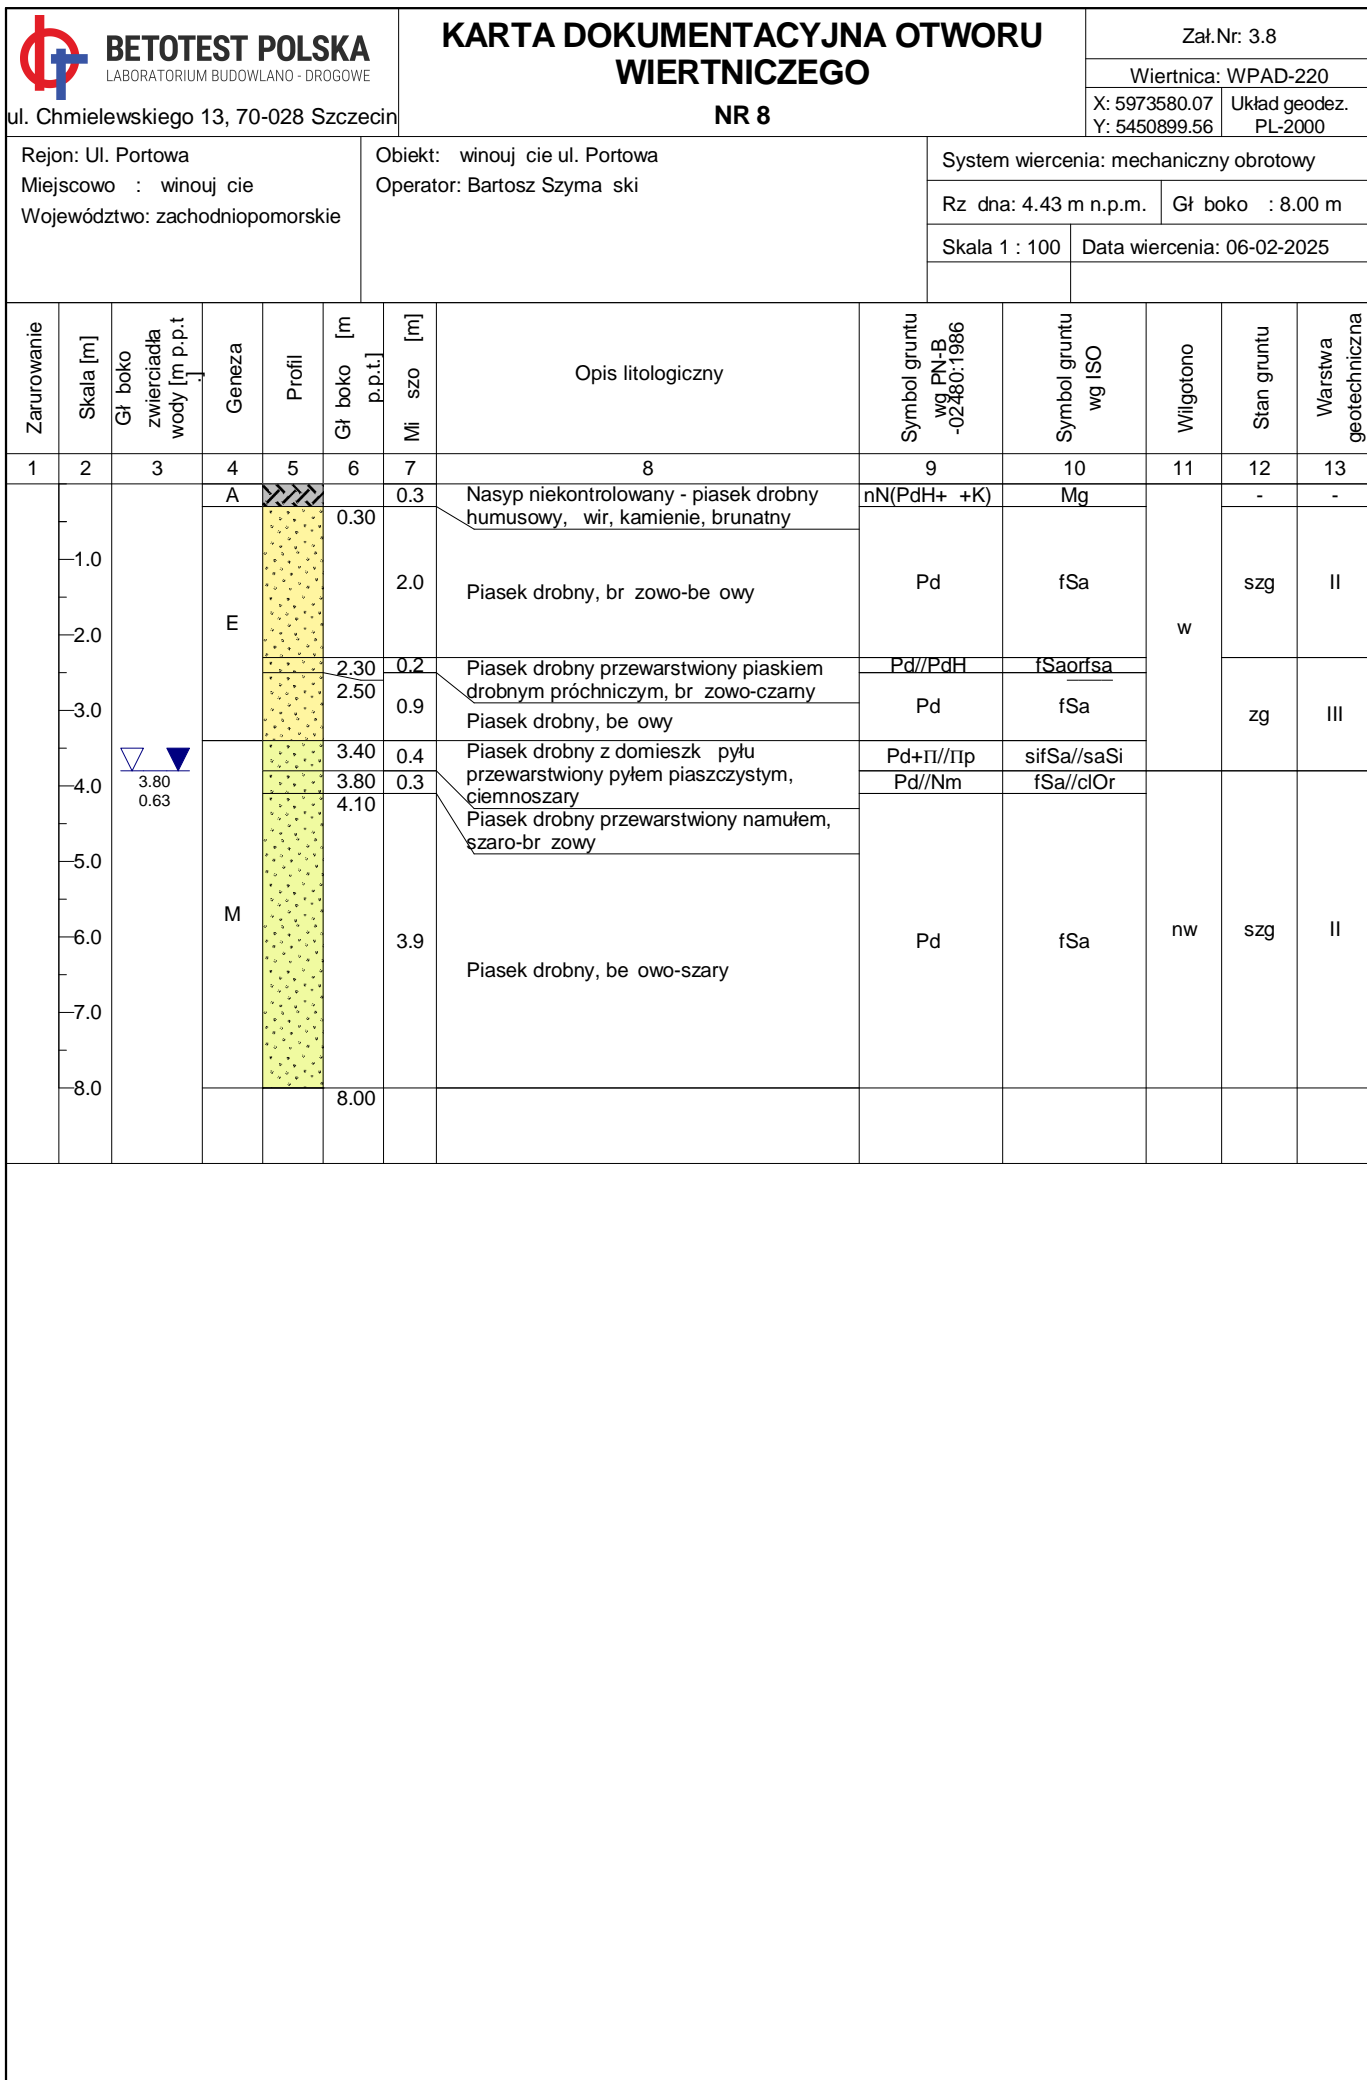 BETOTEST POLSKA
LABORATORIUM BUDOWLANO - DROGOWE
ul. Chmielewskiego 13, 70-028 Szczecin
KARTA DOKUMENTACYJNA OTWORU
WIERTNICZEGO
NR 8
Zał.Nr: 3.8
Wiertnica: WPAD-220
X: 5973580.07
Y: 5450899.56
Układ geodez.
PL-2000
Rejon: Ul. Portowa
Miejscowo : winouj cie
Województwo: zachodniopomorskie
Obiekt: winouj cie ul. Portowa
Operator: Bartosz Szyma ski
System wiercenia: mechaniczny obrotowy
Rz dna: 4.43 m n.p.m.
Gł boko : 8.00 m
Skala 1 : 100
Data wiercenia: 06-02-2025
Zarurowanie
Skala [m]
Gł boko
zwierciadła
wody [m p.p.t
.]
Geneza
Profil
Gł boko [m
p.p.t.]
Mi szo [m]
Opis litologiczny
Symbol gruntu
wg PN-B
-02480:1986
Symbol gruntu
wg ISO
Wilgotono
Stan gruntu
Warstwa
geotechniczna
1 2 3 4 5 6 7 8 9 10 11 12 13
A 0.3 Nasyp niekontrolowany - piasek drobny nN(PdH+ +K) Mg - -
0.30 humusowy, wir, kamienie, brunatny
1.0
2.0 Piasek drobny, br zowo-be owy Pd fSa szg II
E
w
2.0
2.30 0.2 Piasek drobny przewarstwiony piaskiem Pd//PdH fSaorfsa
2.50 drobnym próchniczym, br zowo-czarny
3.0
0.9 Piasek drobny, be owy Pd fSa zg III
3.40 0.4 Piasek drobny z domieszk pyłu Pd+Π//Πp sifSa//saSi
przewarstwiony pyłem piaszczystym,
ciemnoszary
3.80
0.63
4.0
3.80 0.3 Pd//Nm fSa//clOr
4.10 Piasek drobny przewarstwiony namułem,
szaro-br zowy
5.0
M
6.0
3.9 Piasek drobny, be owo-szary Pd fSa nw szg II
7.0
8.0
8.00